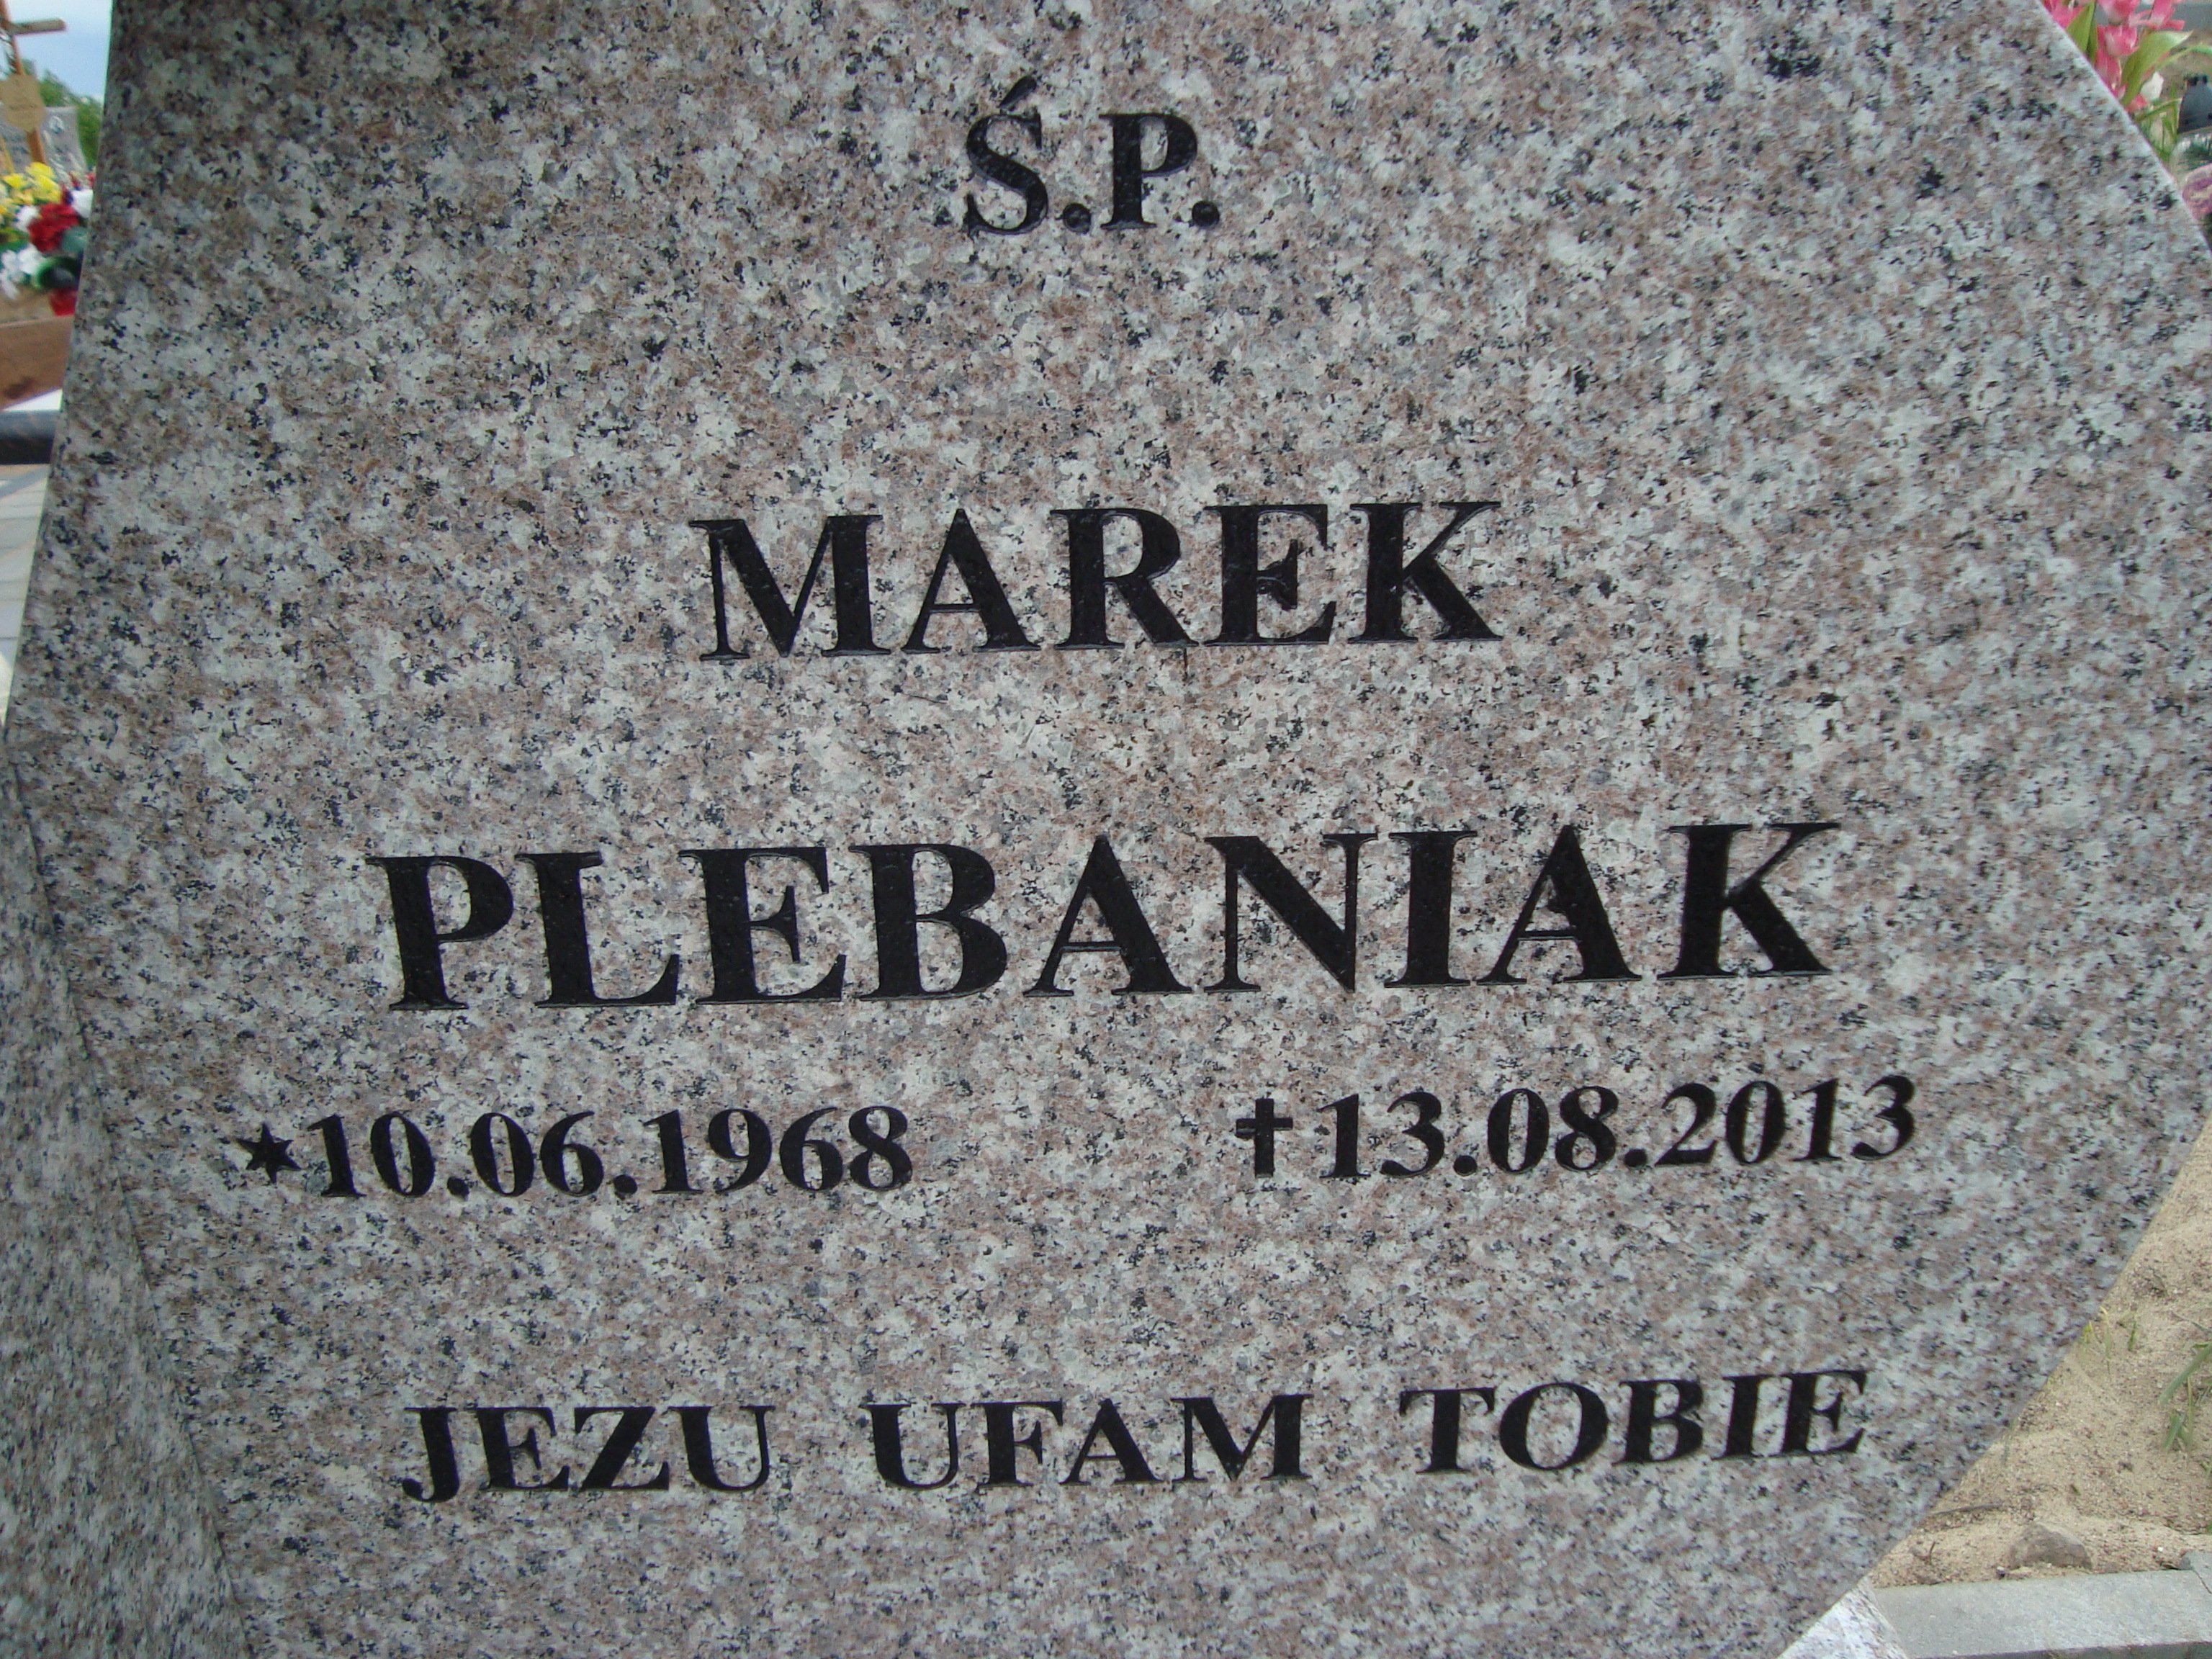 Ś.P.
MAREK
PLEBANIAK
★10.06.1968 ✝13.08.2013
JEZU UFAM TOBIE